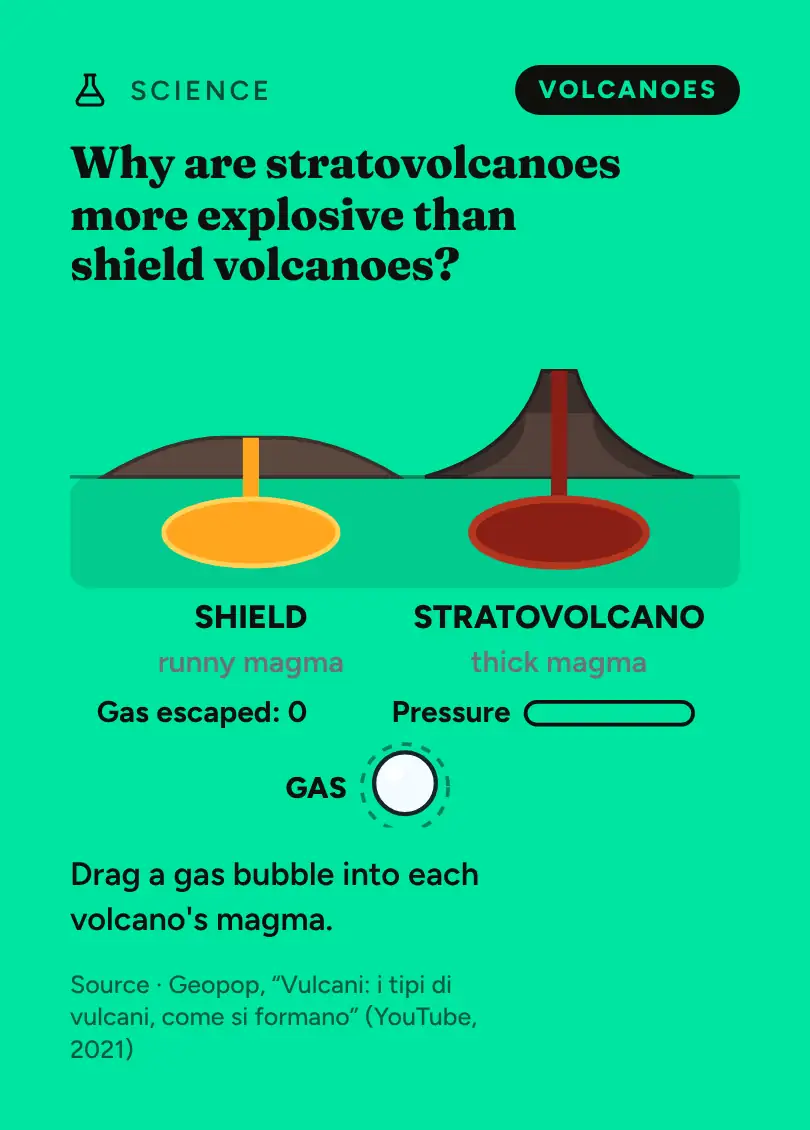 SCIENCE
VOLCANOES
Why are stratovolcanoes
more explosive than
shield volcanoes?
SHIELD
STRATOVOLCANO
runny magma
thick magma
Gas escaped: 0
Pressure
GAS
Drag a gas bubble into each
volcano's magma.
Source · Geopop, “Vulcani: i tipi di
vulcani, come si formano” (YouTube,
2021)